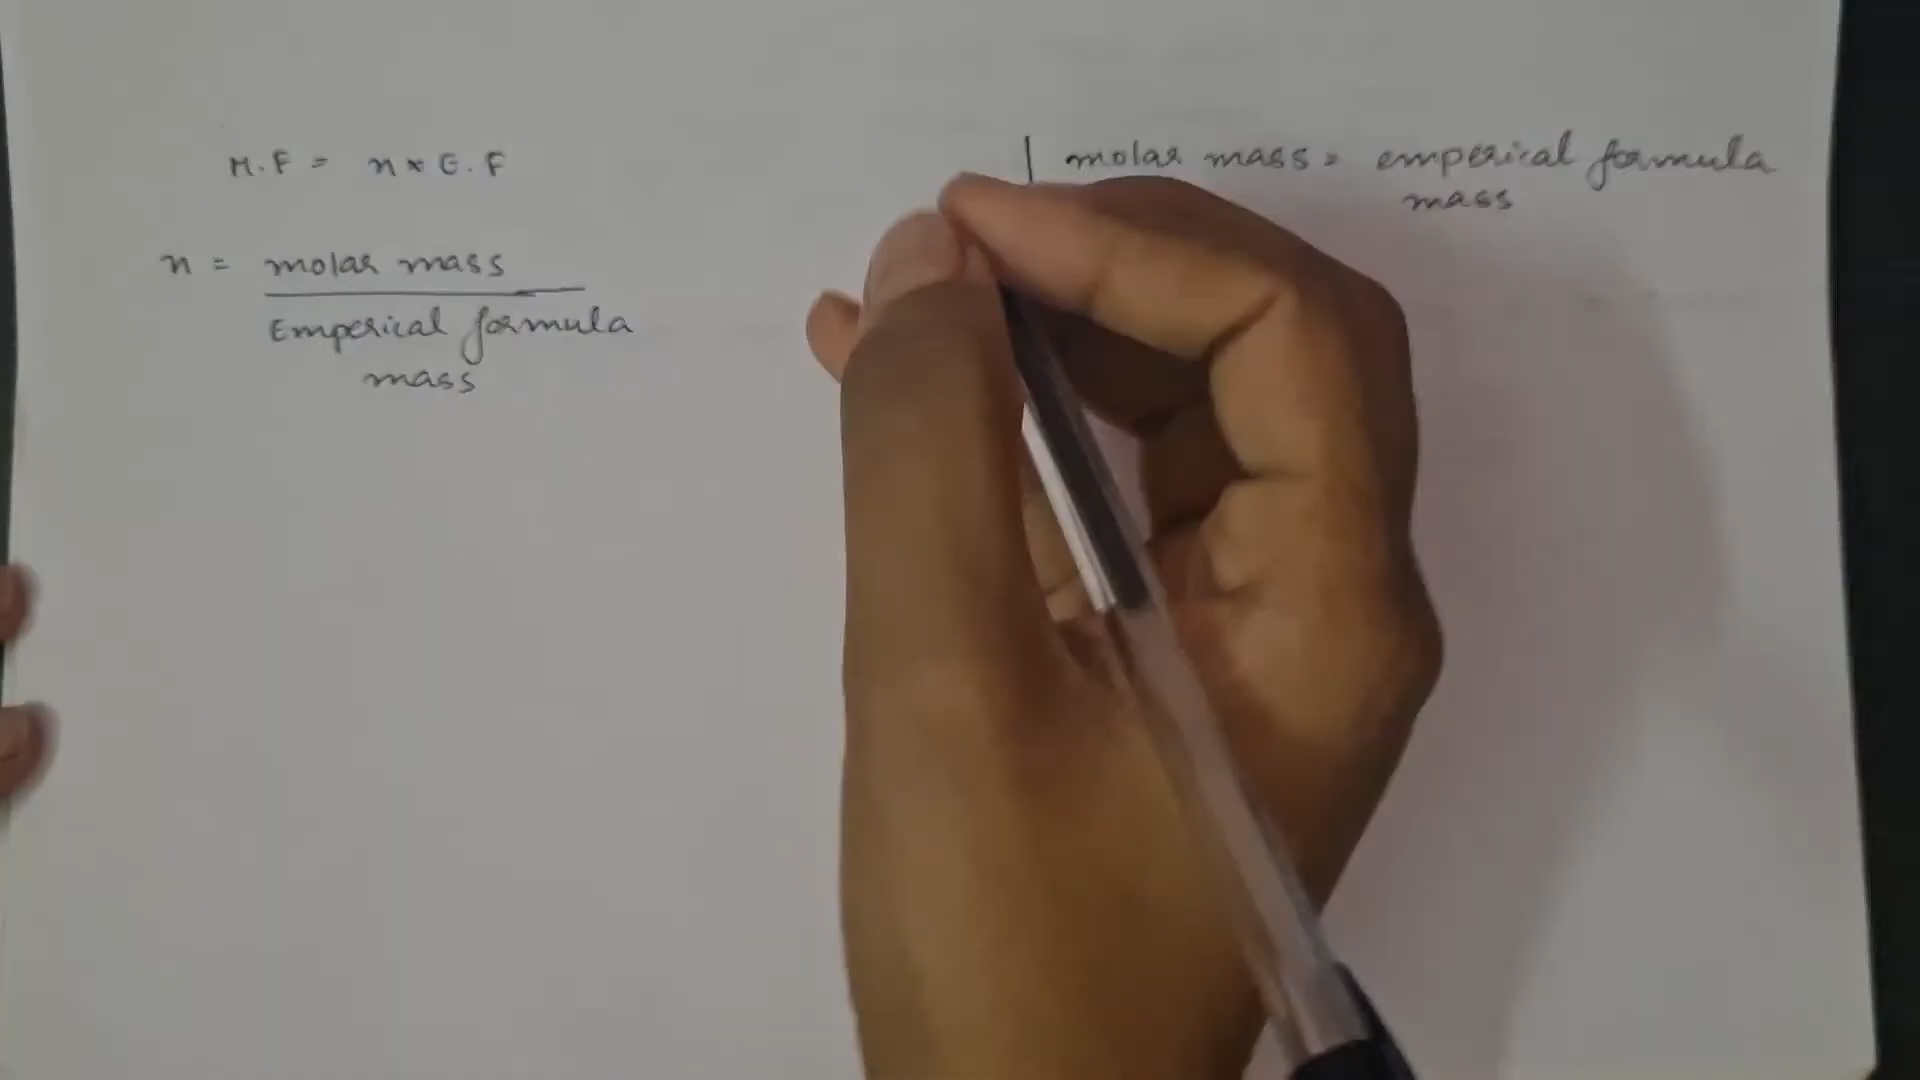 M.F = n × E.F
n = molar mass
Emperical formula
mass
molar mass = emperical formula
mass